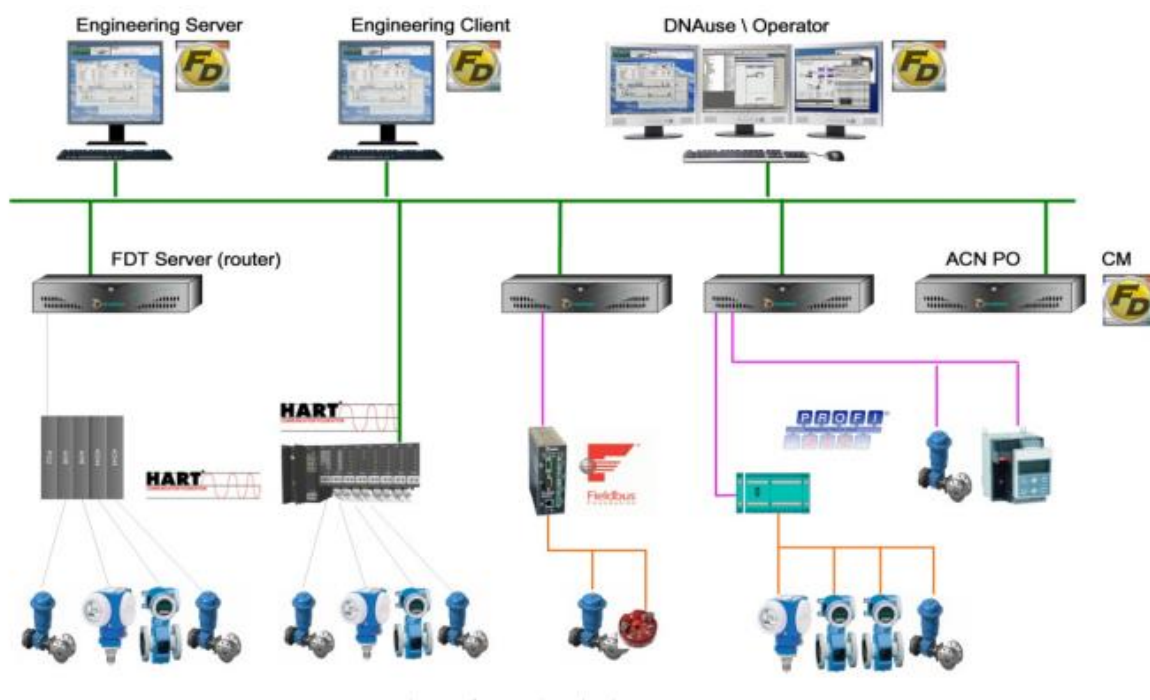 Engineering Server
Engineering Client
DNAuse \ Operator
FD
FD
FD
FDT Server (router)
ACN PO
CM
FD
HART
HART
PROFI
Fieldbus